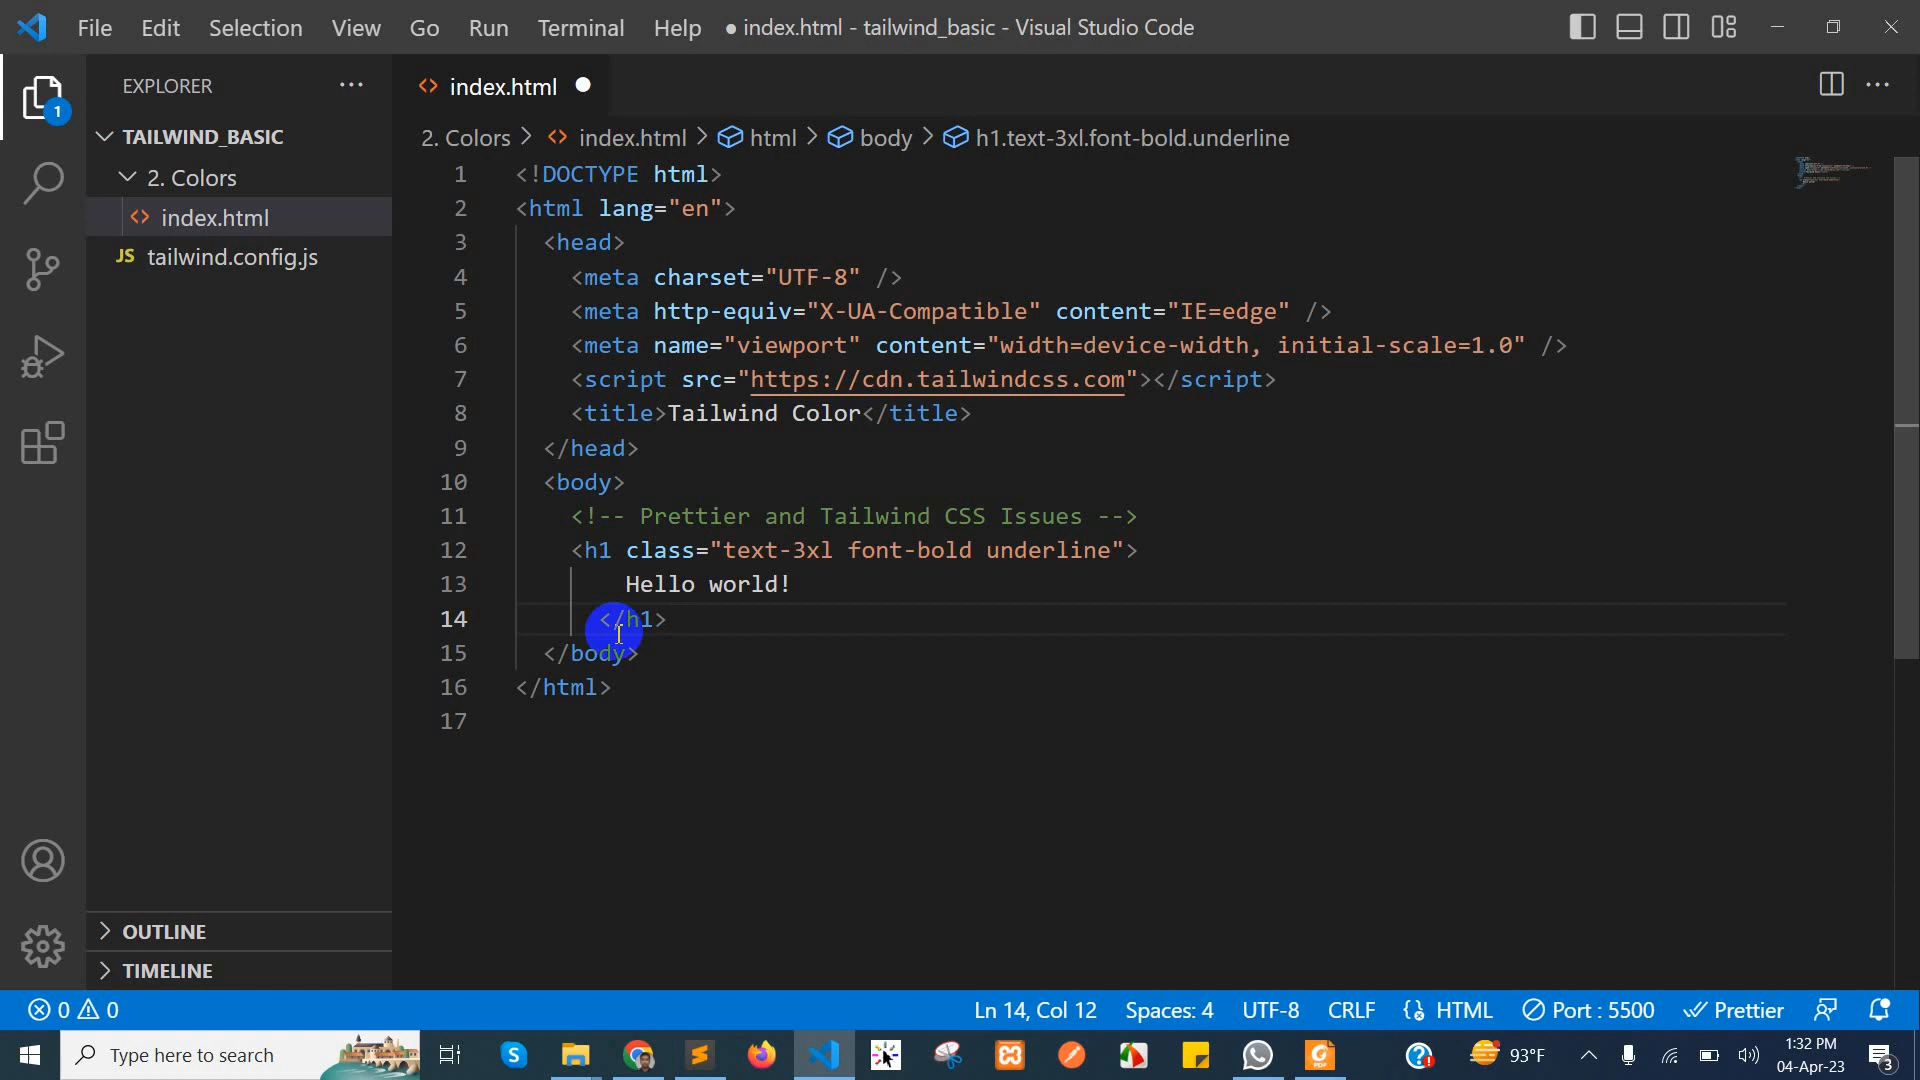 File Edit Selection View Go Run Terminal Help ● index.html - tailwind_basic - Visual Studio Code
EXPLORER ···
1
TAILWIND_BASIC
2. Colors
<> index.html
JS tailwind.config.js
OUTLINE
TIMELINE
<> index.html ●
2. Colors > <> index.html > html > body > h1.text-3xl.font-bold.underline
1 <!DOCTYPE html>
2 <html lang="en">
3 <head>
4 <meta charset="UTF-8" />
5 <meta http-equiv="X-UA-Compatible" content="IE=edge" />
6 <meta name="viewport" content="width=device-width, initial-scale=1.0" />
7 <script src="https://cdn.tailwindcss.com"></script>
8 <title>Tailwind Color</title>
9 </head>
10 <body>
11 <!-- Prettier and Tailwind CSS Issues -->
12 <h1 class="text-3xl font-bold underline">
13 Hello world!
14 </h1>
15 </body>
16 </html>
17
0 0 Ln 14, Col 12 Spaces: 4 UTF-8 CRLF HTML Port : 5500 Prettier
Type here to search 93°F 1:32 PM
04-Apr-23 3